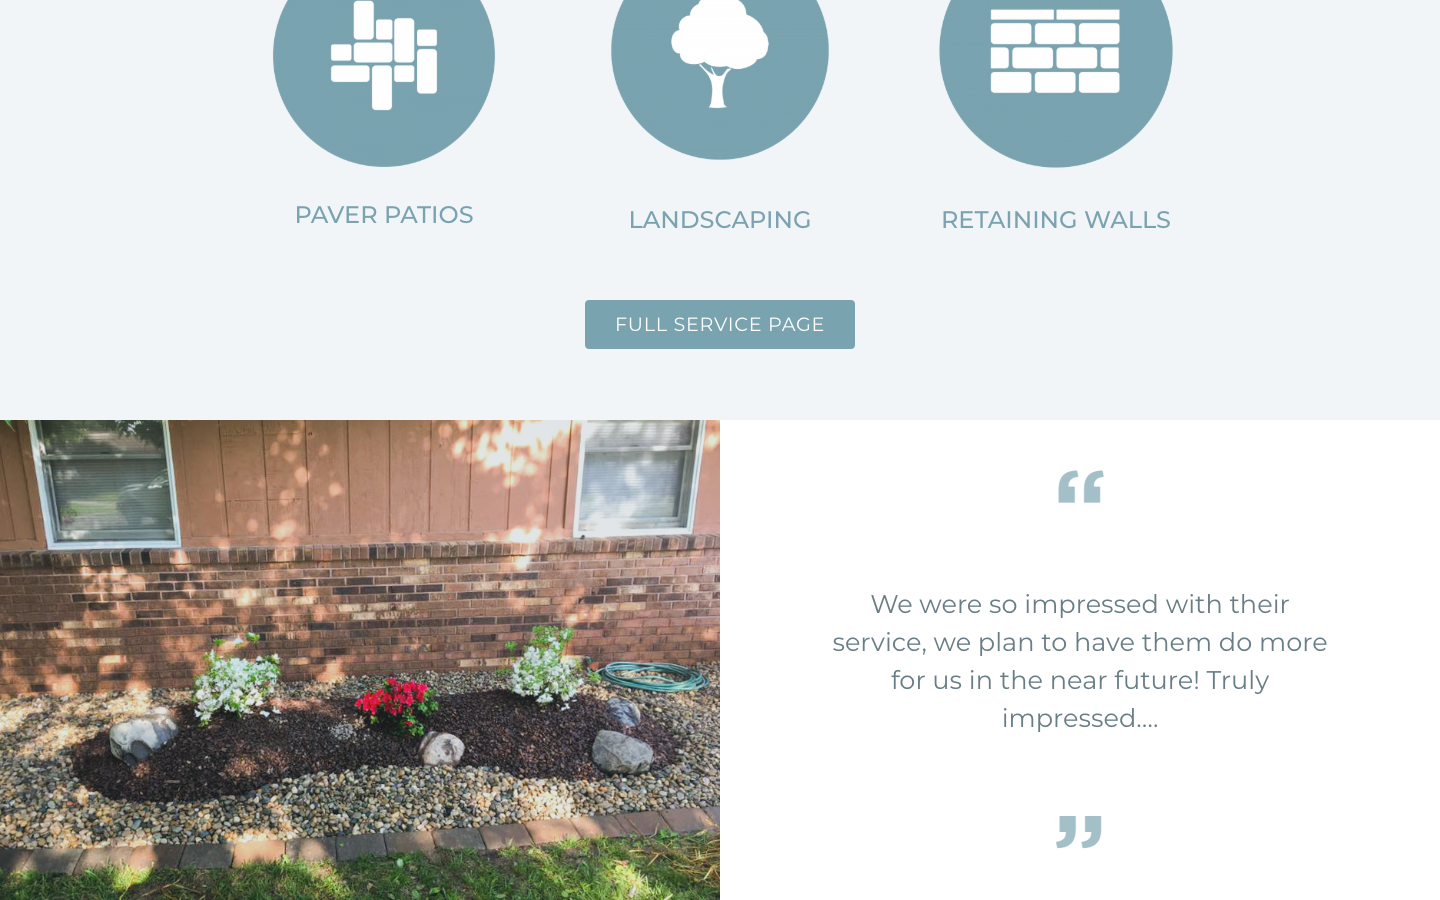 PAVER PATIOS
LANDSCAPING
RETAINING WALLS
FULL SERVICE PAGE
“
We were so impressed with their
service, we plan to have them do more
for us in the near future! Truly
impressed....
”